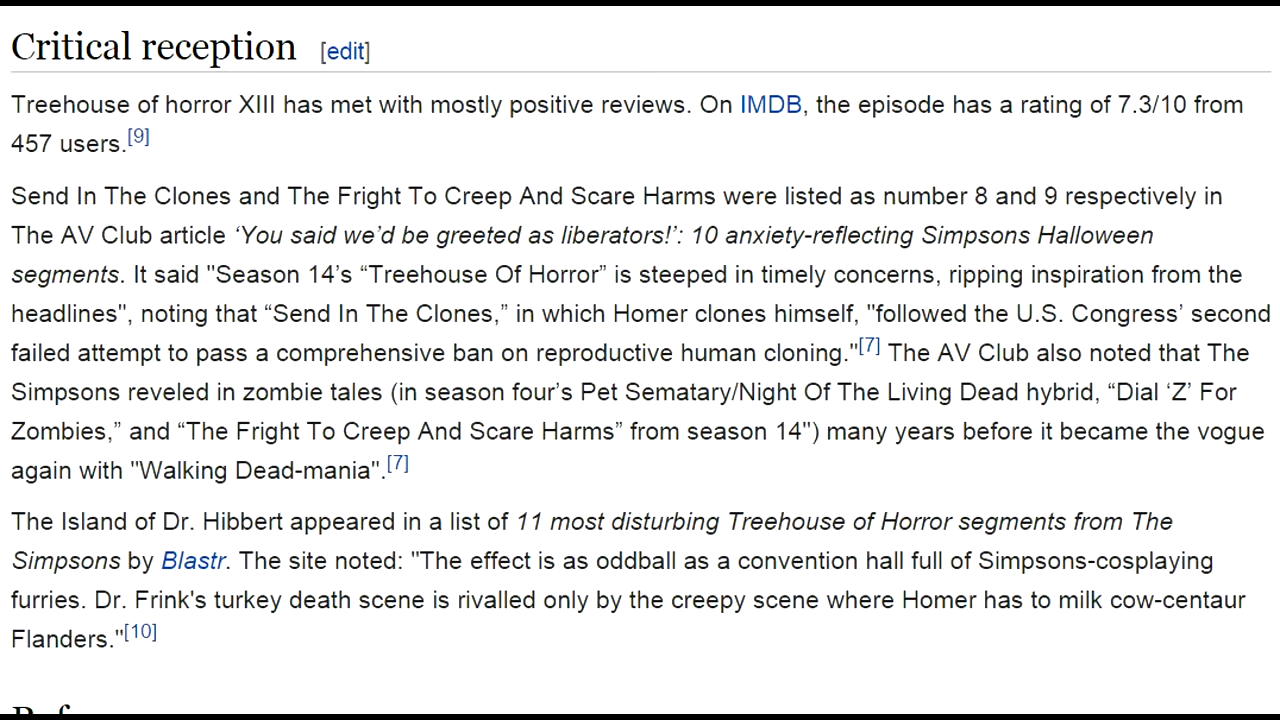 Critical reception [edit]
Treehouse of horror XIII has met with mostly positive reviews. On IMDB, the episode has a rating of 7.3/10 from
457 users.[9]
Send In The Clones and The Fright To Creep And Scare Harms were listed as number 8 and 9 respectively in
The AV Club article ‘You said we’d be greeted as liberators!’: 10 anxiety-reflecting Simpsons Halloween
segments. It said "Season 14’s “Treehouse Of Horror” is steeped in timely concerns, ripping inspiration from the
headlines", noting that “Send In The Clones,” in which Homer clones himself, "followed the U.S. Congress’ second
failed attempt to pass a comprehensive ban on reproductive human cloning."[7] The AV Club also noted that The
Simpsons reveled in zombie tales (in season four’s Pet Sematary/Night Of The Living Dead hybrid, “Dial ‘Z’ For
Zombies,” and “The Fright To Creep And Scare Harms” from season 14") many years before it became the vogue
again with "Walking Dead-mania".[7]
The Island of Dr. Hibbert appeared in a list of 11 most disturbing Treehouse of Horror segments from The
Simpsons by Blastr. The site noted: "The effect is as oddball as a convention hall full of Simpsons-cosplaying
furries. Dr. Frink's turkey death scene is rivalled only by the creepy scene where Homer has to milk cow-centaur
Flanders."[10]